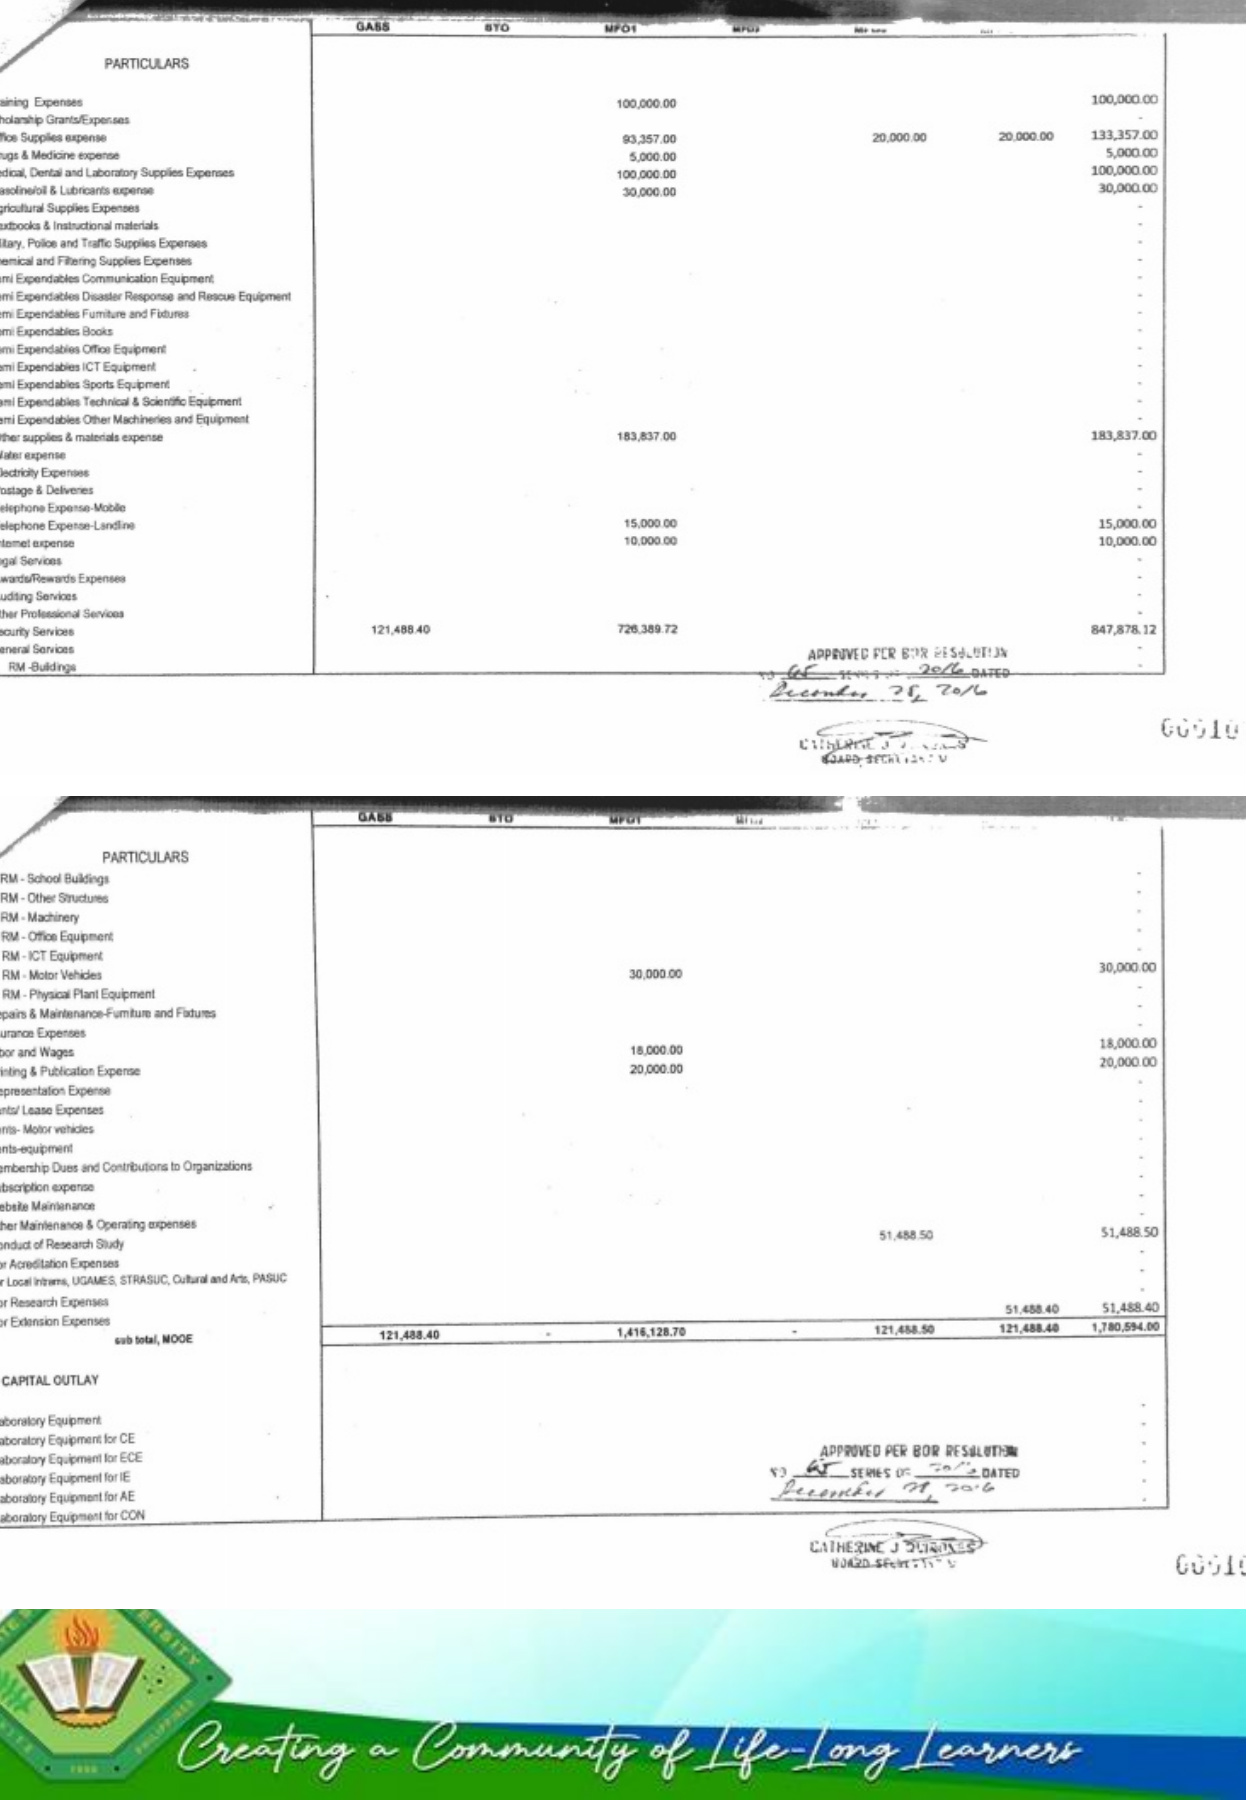 GASS STO MFO1 MFO2
PARTICULARS
aining Expenses 100,000.00 100,000.00
holarship Grants/Expenses -
fice Supplies expense 93,357.00 20,000.00 20,000.00 133,357.00
ugs & Medicine expense 5,000.00 5,000.00
edical, Dental and Laboratory Supplies Expenses 100,000.00 100,000.00
asoline/oil & Lubricants expense 30,000.00 30,000.00
gricultural Supplies Expenses -
extbooks & Instructional materials -
litary, Police and Traffic Supplies Expenses -
hemical and Filtering Supplies Expenses -
emi Expendables Communication Equipment -
emi Expendables Disaster Response and Rescue Equipment -
emi Expendables Furniture and Fixtures -
emi Expendables Books -
emi Expendables Office Equipment -
emi Expendables ICT Equipment -
emi Expendables Sports Equipment -
emi Expendables Technical & Scientific Equipment -
emi Expendables Other Machineries and Equipment -
ther supplies & materials expense 183,837.00 183,837.00
Water expense -
lectricity Expenses -
ostage & Deliveries -
elephone Expense-Mobile -
elephone Expense-Landline 15,000.00 15,000.00
nternet expense 10,000.00 10,000.00
egal Services -
wards/Rewards Expenses -
uditing Services -
ther Professional Services -
ecurity Services 121,488.40 726,389.72 847,878.12
eneral Services -
RM -Buildings -
APPROVED PER BOR RESOLUTION
NO 65 SERIES OF 2016 DATED
December 28, 2016
CATHERINE J QUINONES
BOARD SECRETARY V
GASS STO MFO1 MFO2
PARTICULARS
RM - School Buildings -
RM - Other Structures -
RM - Machinery -
RM - Office Equipment -
RM - ICT Equipment -
RM - Motor Vehicles 30,000.00 30,000.00
RM - Physical Plant Equipment -
epairs & Maintenance-Furniture and Fixtures -
urance Expenses -
bor and Wages 18,000.00 18,000.00
inting & Publication Expense 20,000.00 20,000.00
epresentation Expense -
nts/ Lease Expenses -
nts- Motor vehicles -
nts-equipment -
embership Dues and Contributions to Organizations -
ubscription expense -
ebsite Maintenance -
ther Maintenance & Operating expenses -
onduct of Research Study 51,488.50 51,488.50
or Acreditation Expenses -
r Local Intrams, UGAMES, STRASUC, Cultural and Arts, PASUC -
or Research Expenses -
or Extension Expenses 51,488.40 51,488.40
sub total, MOOE 121,488.40 - 1,416,128.70 - 121,488.50 121,488.40 1,780,594.00
CAPITAL OUTLAY
aboratory Equipment -
aboratory Equipment for CE -
aboratory Equipment for ECE -
aboratory Equipment for IE -
aboratory Equipment for AE -
aboratory Equipment for CON -
APPROVED PER BOR RESOLUTION
NO 65 SERIES OF 2016 DATED
December 28, 2016
CATHERINE J QUINONES
BOARD SECRETARY V
Creating a Community of Life-Long Learners